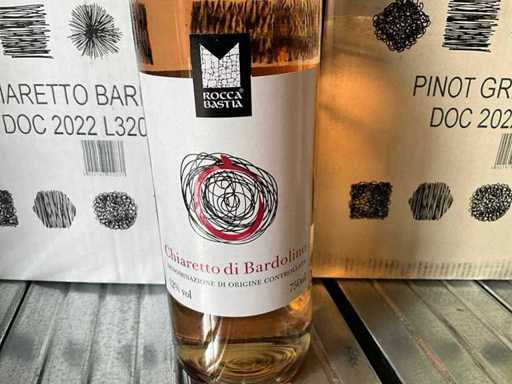 ROCCA
BASTIA
Chiaretto di Bardolino
DENOMINAZIONE DI ORIGINE CONTROLLATA
12% vol
750ml
IARETTO BAR
DOC 2022 L320
PINOT GR
DOC 2022